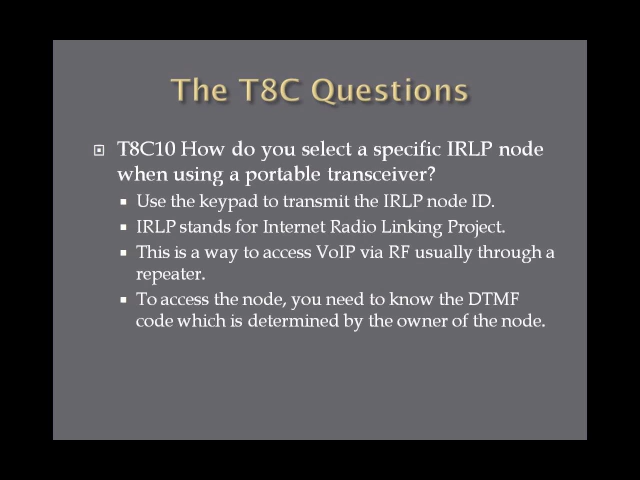 The T8C Questions
T8C10 How do you select a specific IRLP node
when using a portable transceiver?
Use the keypad to transmit the IRLP node ID.
IRLP stands for Internet Radio Linking Project.
This is a way to access VoIP via RF usually through a
repeater.
To access the node, you need to know the DTMF
code which is determined by the owner of the node.